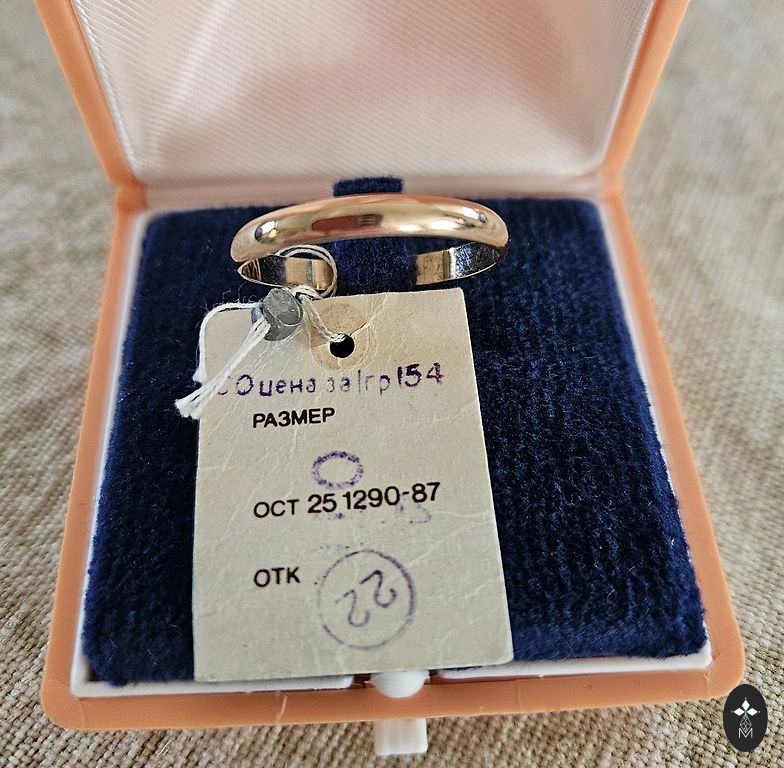 Оцена за 1гр 154
РАЗМЕР
ОСТ 25 1290-87
ОТК
22
M